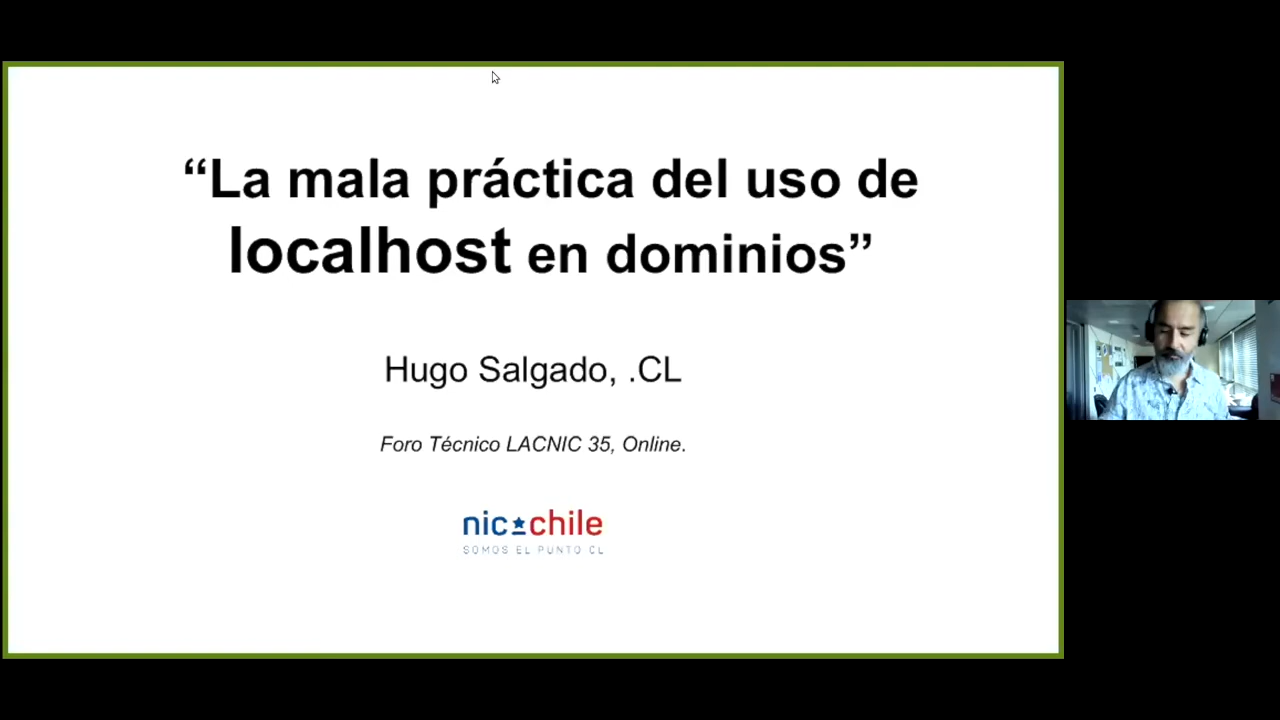 “La mala práctica del uso de
localhost en dominios”
Hugo Salgado, .CL
Foro Técnico LACNIC 35, Online.
nic chile
SOMOS EL PUNTO CL